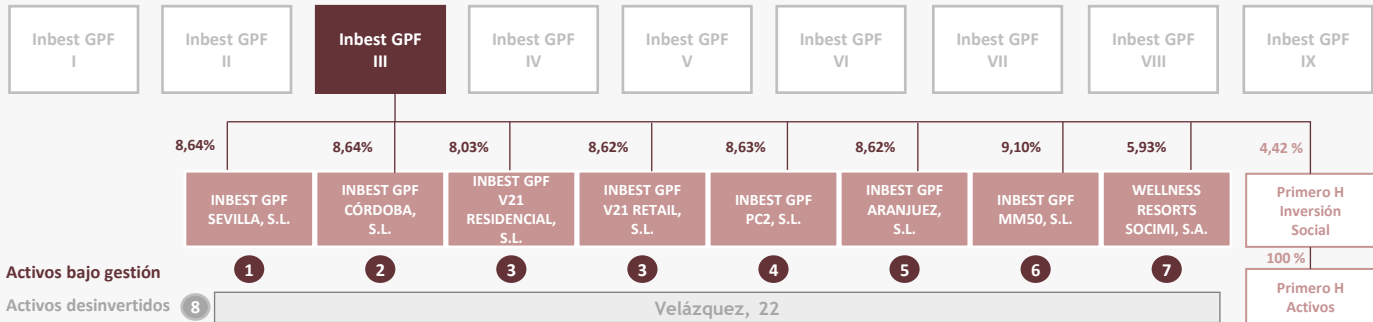 Inbest GPF
I
Inbest GPF
II
Inbest GPF
III
Inbest GPF
IV
Inbest GPF
V
Inbest GPF
VI
Inbest GPF
VII
Inbest GPF
VIII
Inbest GPF
IX
8,64%
8,64%
8,03%
8,62%
8,63%
8,62%
9,10%
5,93%
4,42 %
INBEST GPF
SEVILLA, S.L.
INBEST GPF
CÓRDOBA,
S.L.
INBEST GPF
V21
RESIDENCIAL,
S.L.
INBEST GPF
V21 RETAIL,
S.L.
INBEST GPF
PC2, S.L.
INBEST GPF
ARANJUEZ,
S.L.
INBEST GPF
MM50, S.L.
WELLNESS
RESORTS
SOCIMI, S.A.
Primero H
Inversión
Social
100 %
Activos bajo gestión
1
2
3
3
4
5
6
7
Primero H
Activos
Activos desinvertidos
8
Velázquez, 22